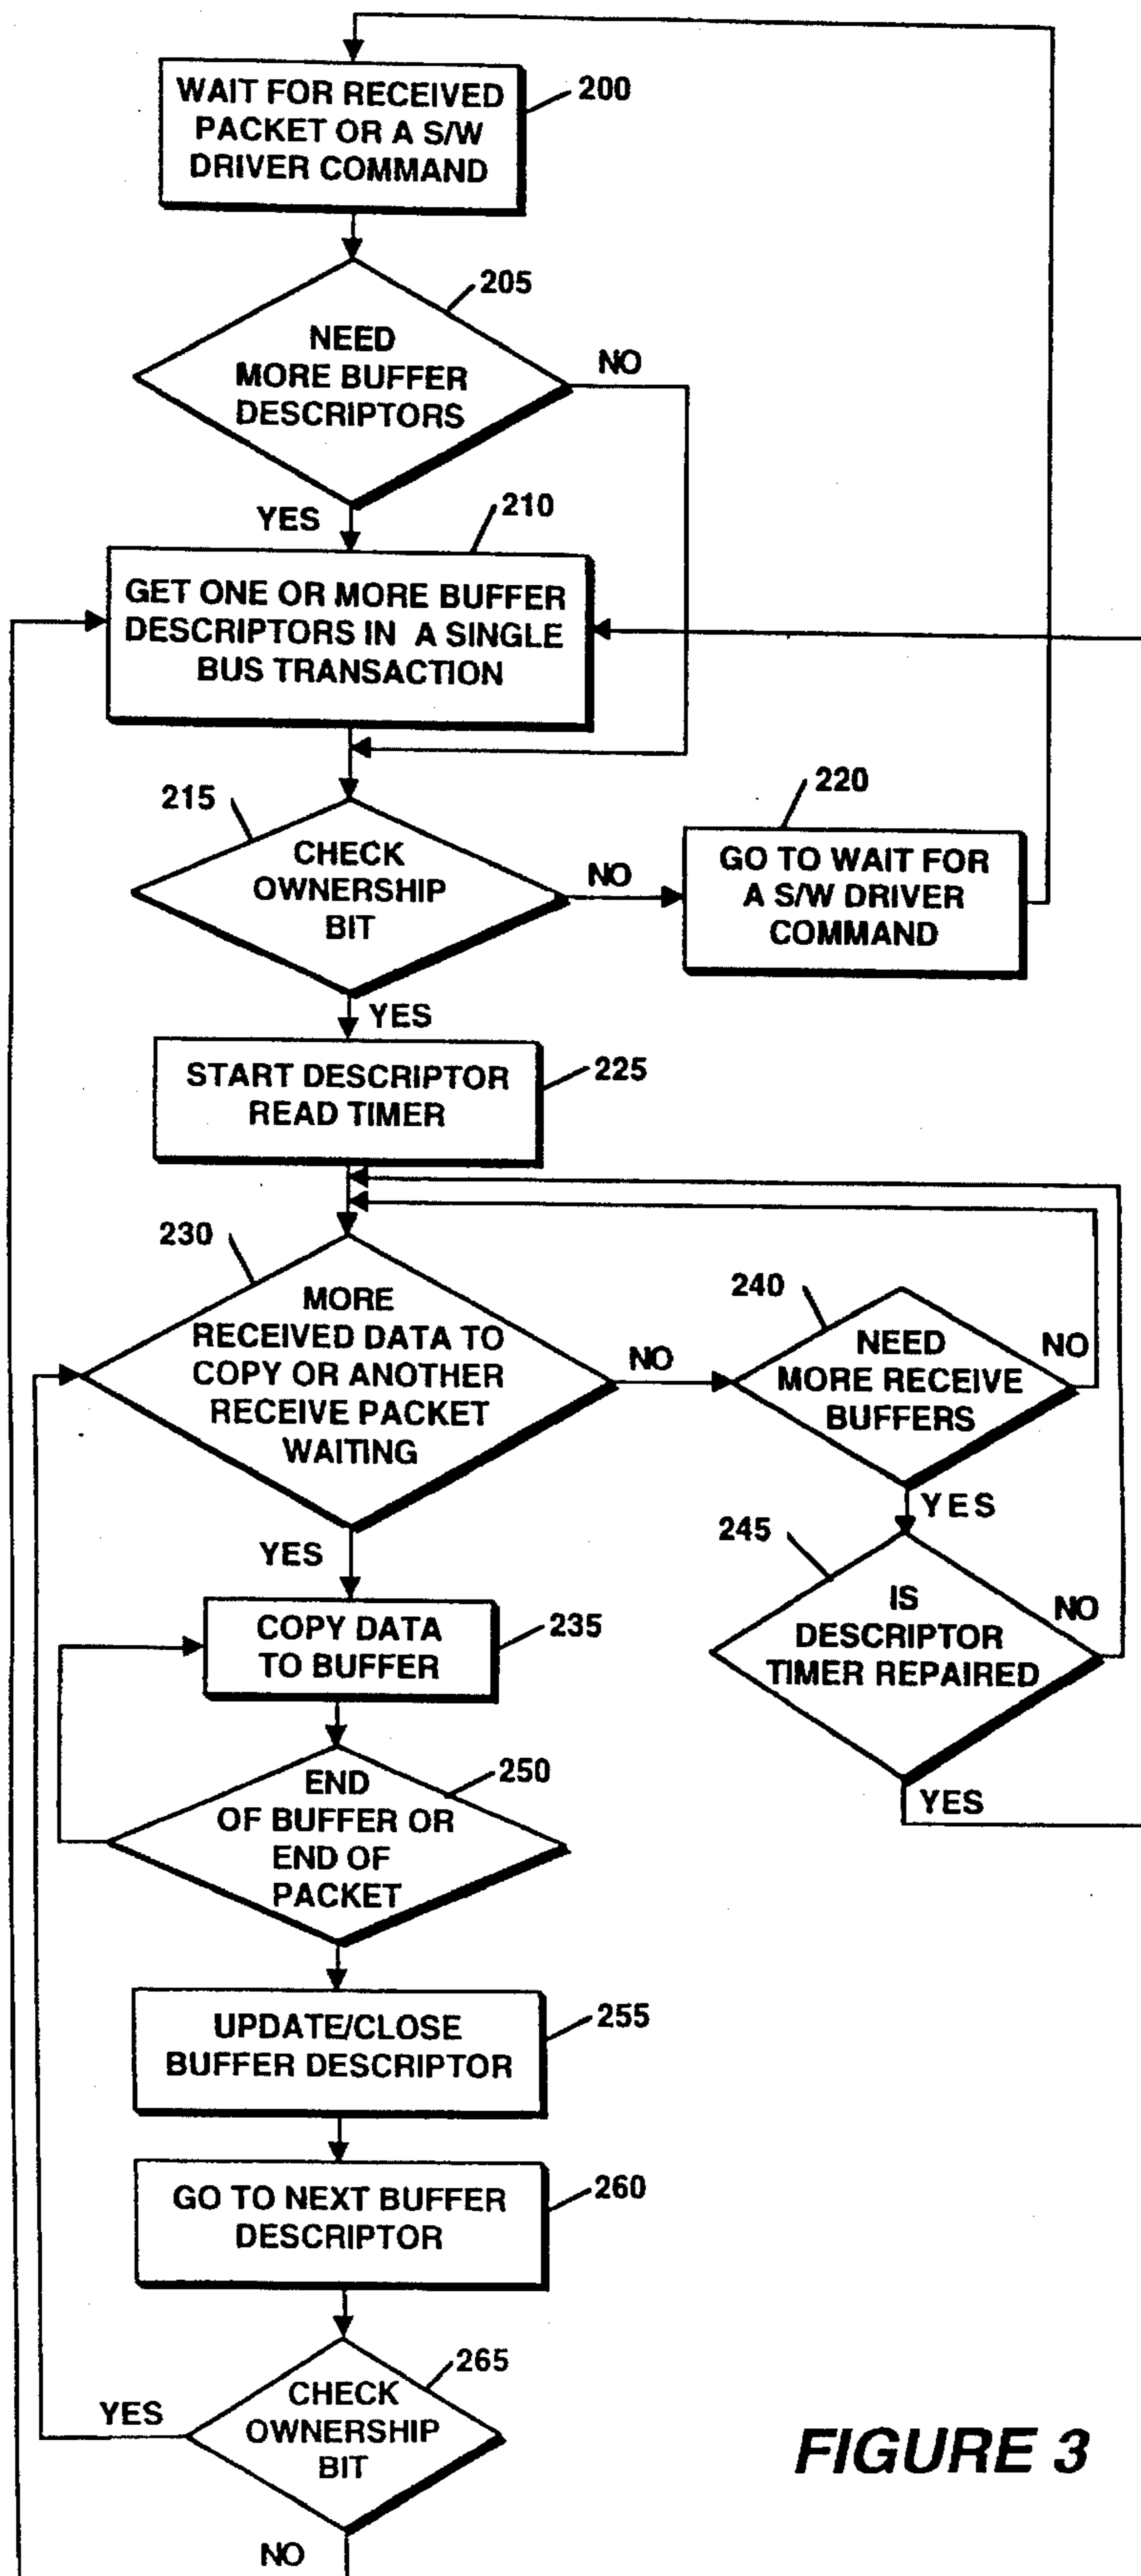 WAIT FOR RECEIVED
PACKET OR A S/W
DRIVER COMMAND
200
205
NEED
MORE BUFFER
DESCRIPTORS
NO
YES
210
GET ONE OR MORE BUFFER
DESCRIPTORS IN A SINGLE
BUS TRANSACTION
215
CHECK
OWNERSHIP
BIT
NO
220
GO TO WAIT FOR
A S/W DRIVER
COMMAND
YES
START DESCRIPTOR
READ TIMER
225
230
MORE
RECEIVED DATA TO
COPY OR ANOTHER
RECEIVE PACKET
WAITING
NO
240
NEED
MORE RECEIVE
BUFFERS
NO
YES
245
IS
DESCRIPTOR
TIMER REPAIRED
NO
YES
YES
COPY DATA
TO BUFFER
235
END
OF BUFFER OR
END OF
PACKET
250
UPDATE/CLOSE
BUFFER DESCRIPTOR
255
GO TO NEXT BUFFER
DESCRIPTOR
260
CHECK
OWNERSHIP
BIT
265
YES
NO
FIGURE 3